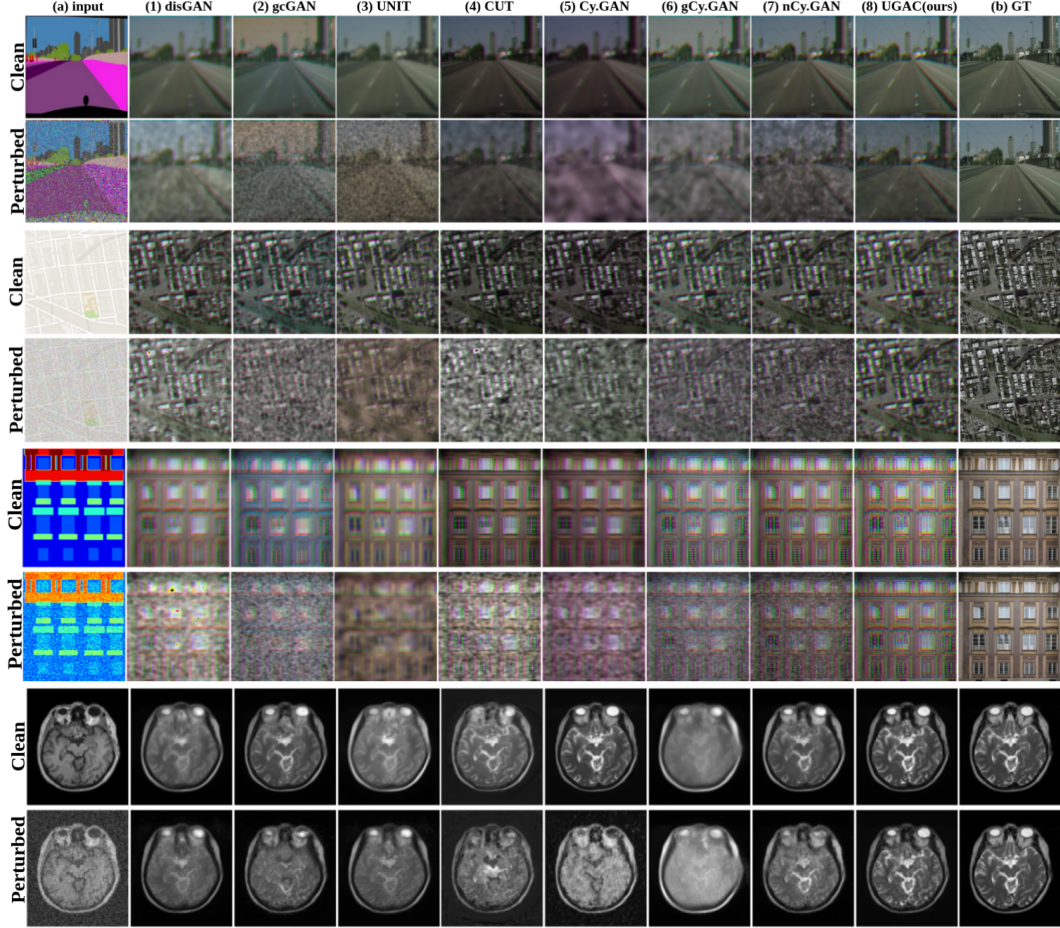 (a) input (1) disGAN (2) gcGAN (3) UNIT (4) CUT (5) Cy.GAN (6) gCy.GAN (7) nCy.GAN (8) UGAC(ours) (b) GT
Clean
Perturbed
Clean
Perturbed
Clean
Perturbed
Clean
Perturbed